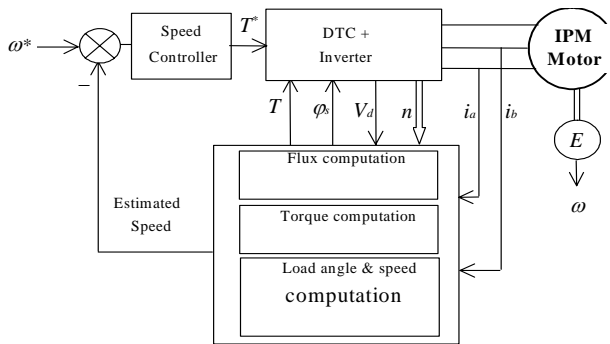 Speed
Controller
DTC +
Inverter
IPM
Motor
ω*
T*
−
T
φs
Vd
n
ia
ib
E
ω
Flux computation
Torque computation
Load angle & speed
computation
Estimated
Speed